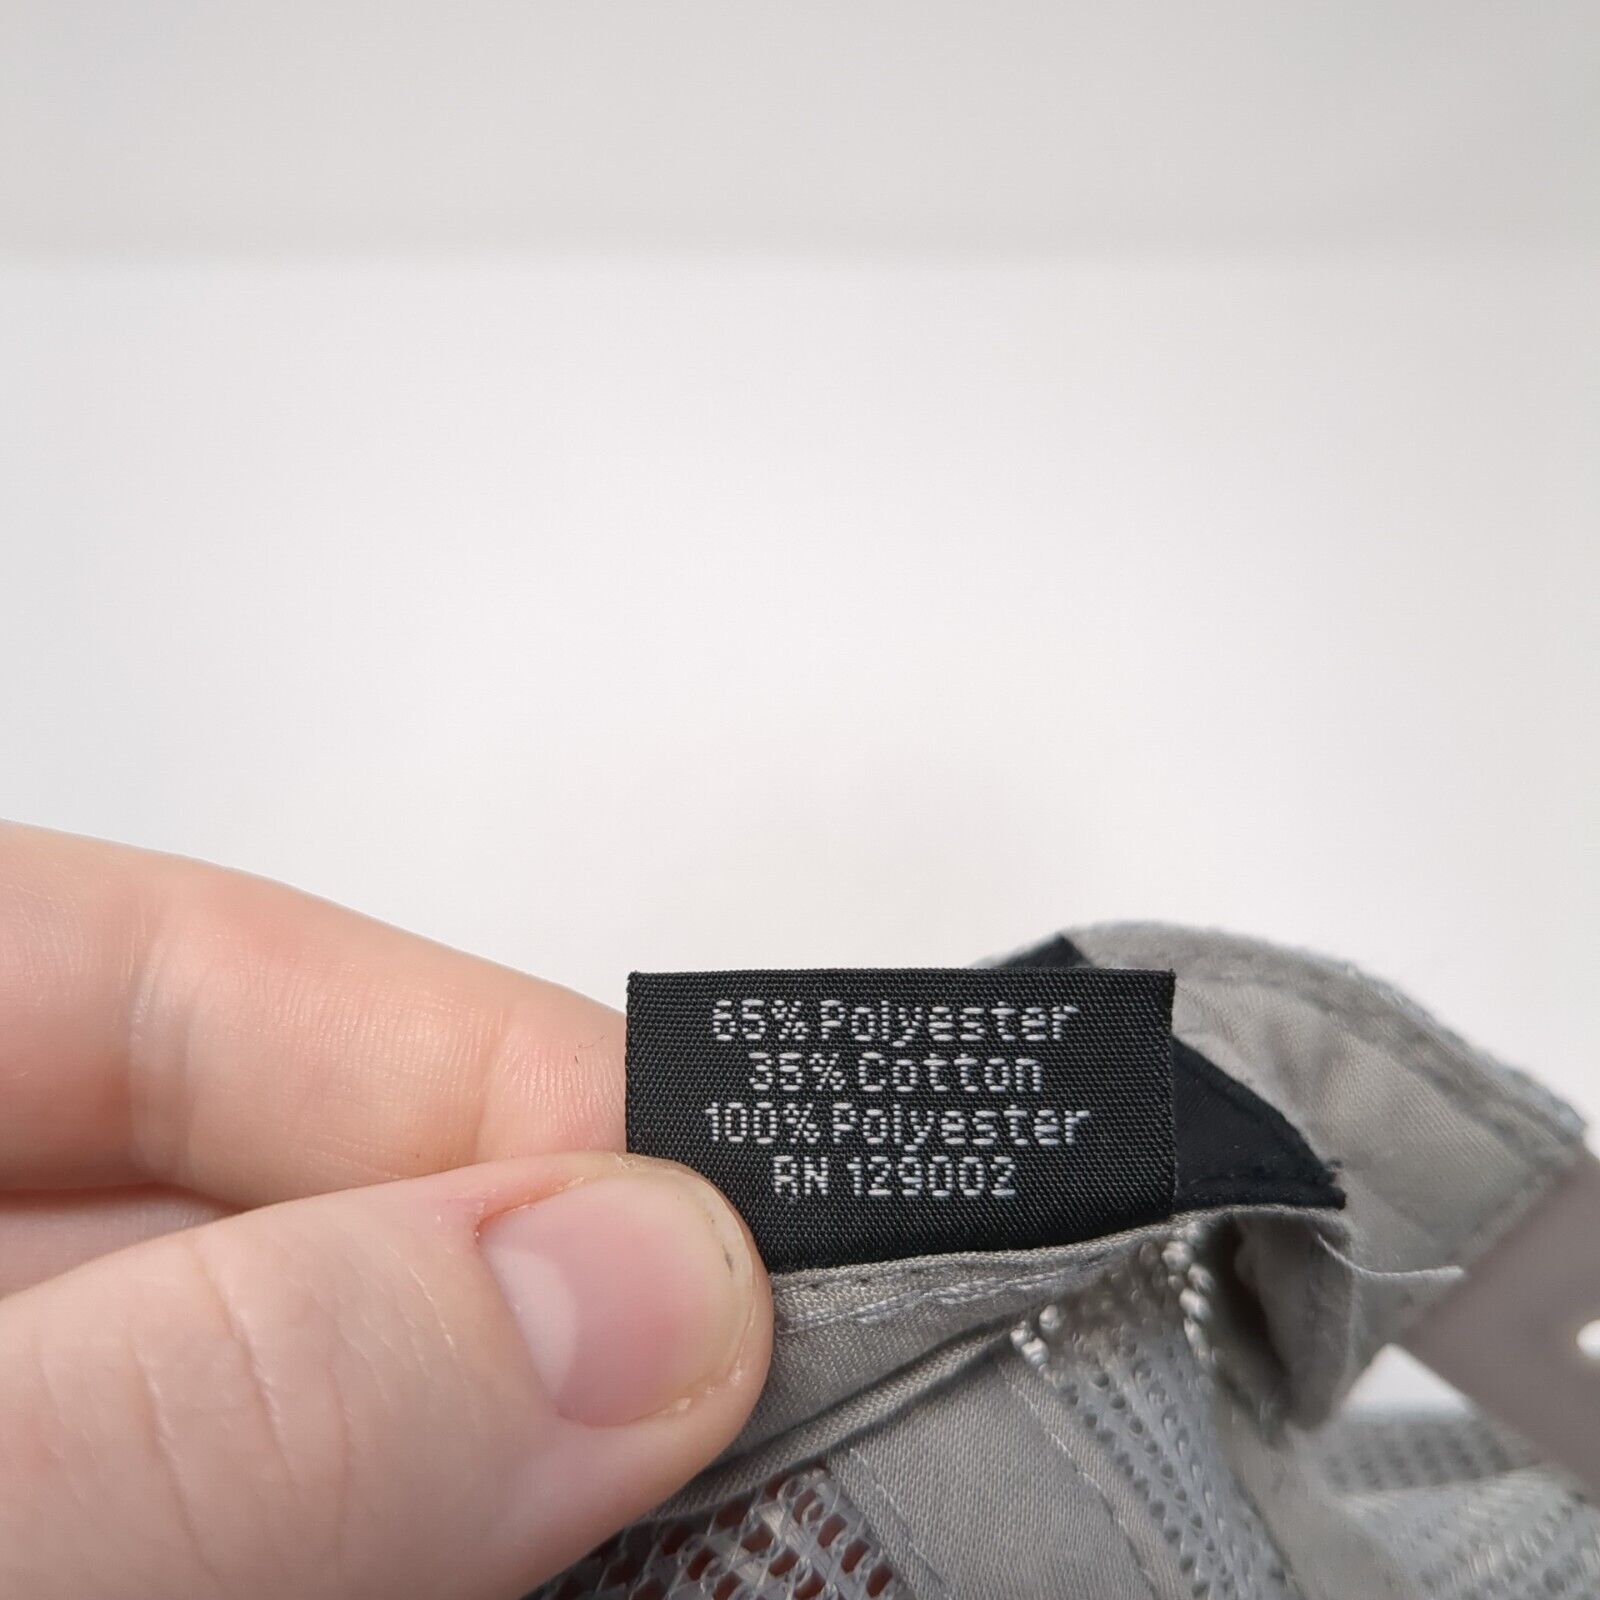 65% Polyester
35% Cotton
100% Polyester
RN 129002